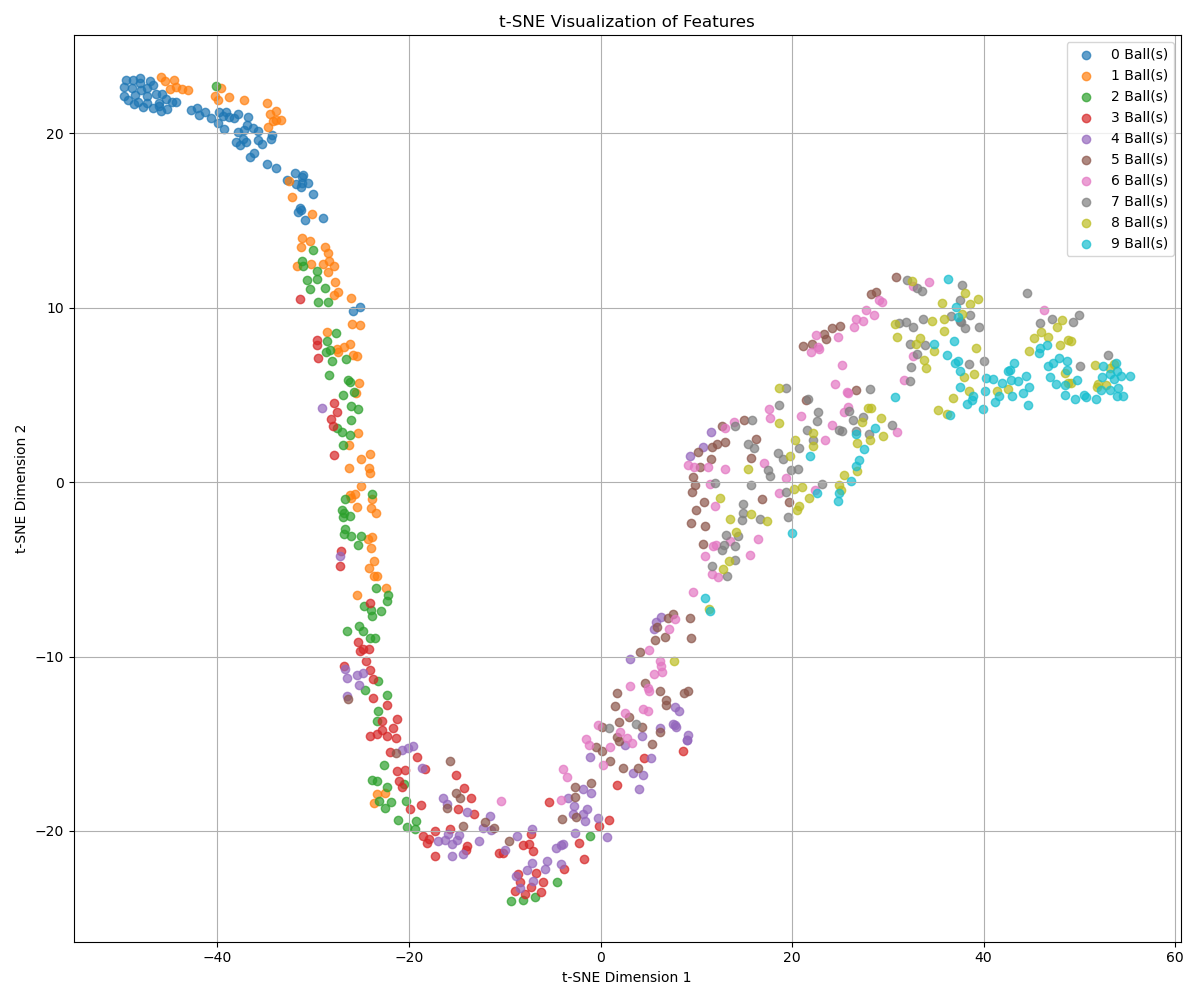 t-SNE Visualization of Features
0 Ball(s)
1 Ball(s)
2 Ball(s)
3 Ball(s)
4 Ball(s)
5 Ball(s)
6 Ball(s)
7 Ball(s)
8 Ball(s)
9 Ball(s)
t-SNE Dimension 2
20
10
0
−10
−20
−40
−20
0
20
40
60
t-SNE Dimension 1